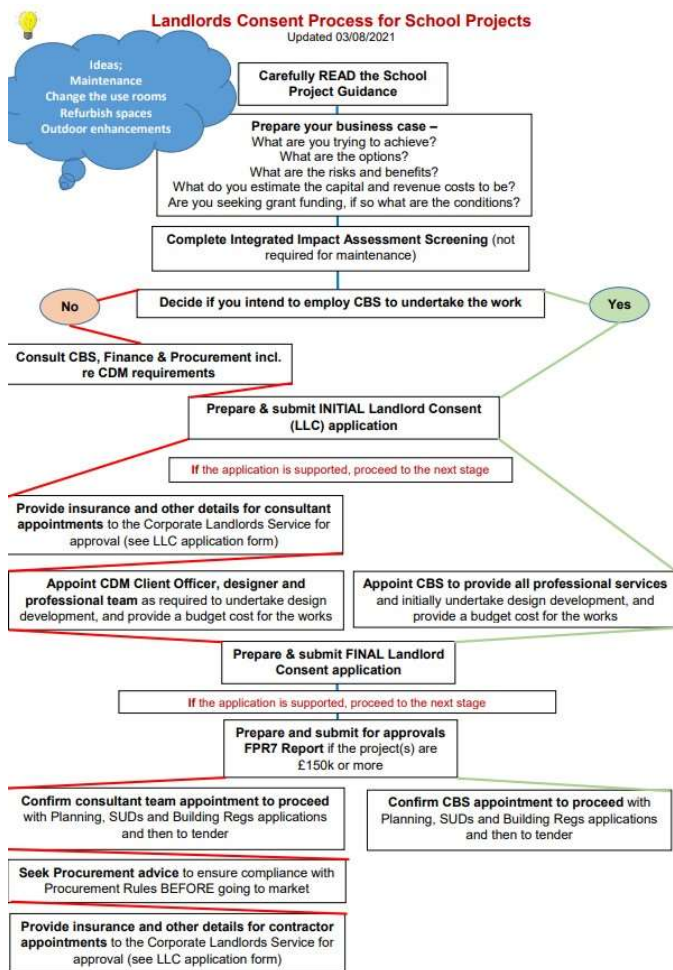 Landlords Consent Process for School Projects
Updated 03/08/2021
Ideas;
Maintenance
Change the use rooms
Refurbish spaces
Outdoor enhancements
Carefully READ the School
Project Guidance
Prepare your business case –
What are you trying to achieve?
What are the options?
What are the risks and benefits?
What do you estimate the capital and revenue costs to be?
Are you seeking grant funding, if so what are the conditions?
Complete Integrated Impact Assessment Screening (not
required for maintenance)
Decide if you intend to employ CBS to undertake the work
No
Yes
Consult CBS, Finance & Procurement incl.
re CDM requirements
Prepare & submit INITIAL Landlord Consent
(LLC) application
If the application is supported, proceed to the next stage
Provide insurance and other details for consultant
appointments to the Corporate Landlords Service for
approval (see LLC application form)
Appoint CDM Client Officer, designer and
professional team as required to undertake design
development, and provide a budget cost for the works
Appoint CBS to provide all professional services
and initially undertake design development, and
provide a budget cost for the works
Prepare & submit FINAL Landlord
Consent application
If the application is supported, proceed to the next stage
Prepare and submit for approvals
FPR7 Report if the project(s) are
£150k or more
Confirm consultant team appointment to proceed
with Planning, SUDs and Building Regs applications
and then to tender
Confirm CBS appointment to proceed with
Planning, SUDs and Building Regs applications
and then to tender
Seek Procurement advice to ensure compliance with
Procurement Rules BEFORE going to market
Provide insurance and other details for contractor
appointments to the Corporate Landlords Service for
approval (see LLC application form)